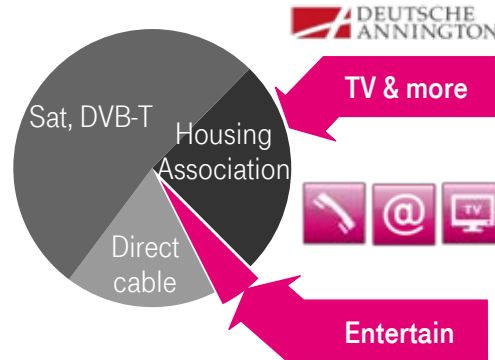 DEUTSCHE
ANNINGTON
TV & more
Sat, DVB-T
Housing
Association
@
TV
Direct
cable
Entertain